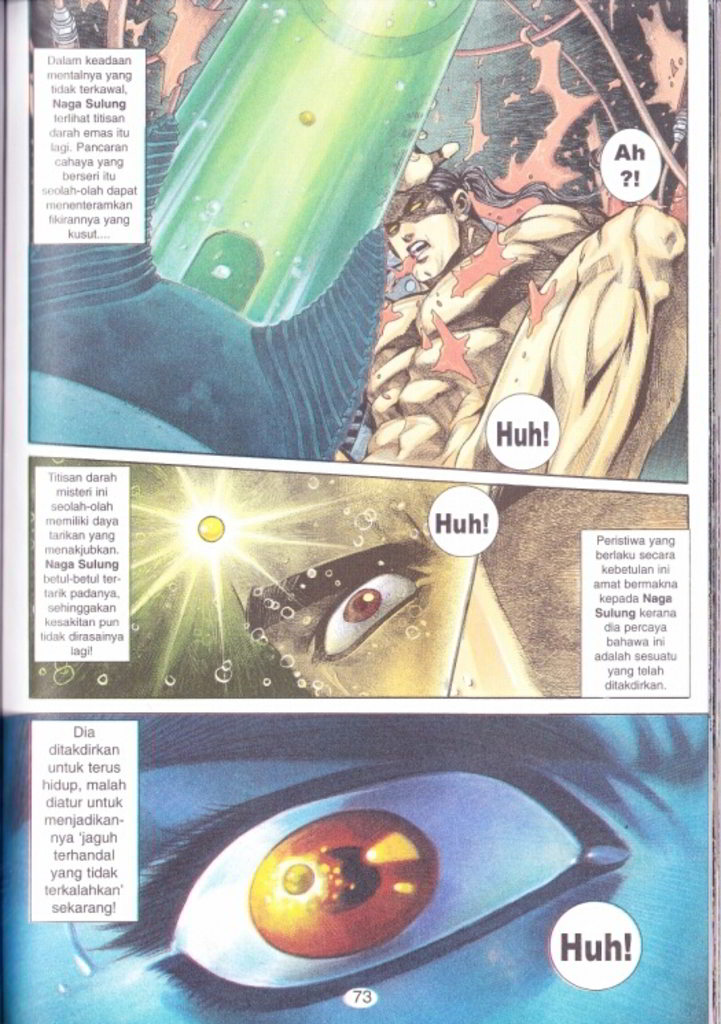 Dalam keadaan
mentalnya yang
tidak terkawal,
Naga Sulung
terlihat titisan
darah emas itu
lagi. Pancaran
cahaya yang
berseri itu
seolah-olah dapat
menenteramkan
fikirannya yang
kusut....
Ah
?!
Huh!
Titisan darah
misteri ini
seolah-olah
memiliki daya
tarikan yang
menakjubkan.
Naga Sulung
betul-betul ter-
tarik padanya,
sehinggakan
kesakitan pun
tidak dirasainya
lagi!
Huh!
Peristiwa yang
berlaku secara
kebetulan ini
amat bermakna
kepada Naga
Sulung kerana
dia percaya
bahawa ini
adalah sesuatu
yang telah
ditakdirkan.
Dia
ditakdirkan
untuk terus
hidup, malah
diatur untuk
menjadikan-
nya 'jaguh
terhandal
yang tidak
terkalahkan'
sekarang!
Huh!
73